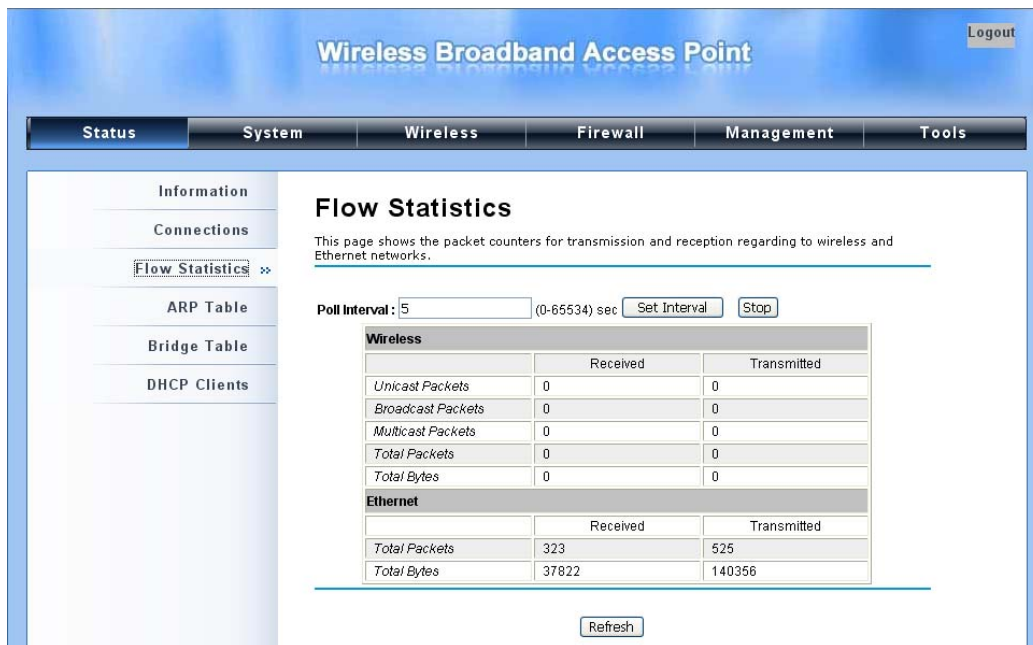 Logout
Wireless Broadband Access Point
Status System Wireless Firewall Management Tools
Information
Connections
Flow Statistics »
ARP Table
Bridge Table
DHCP Clients
Flow Statistics
This page shows the packet counters for transmission and reception regarding to wireless and
Ethernet networks.
Poll Interval : 5 (0-65534) sec Set Interval Stop
Wireless
Received Transmitted
Unicast Packets 0 0
Broadcast Packets 0 0
Multicast Packets 0 0
Total Packets 0 0
Total Bytes 0 0
Ethernet
Received Transmitted
Total Packets 323 525
Total Bytes 37822 140356
Refresh